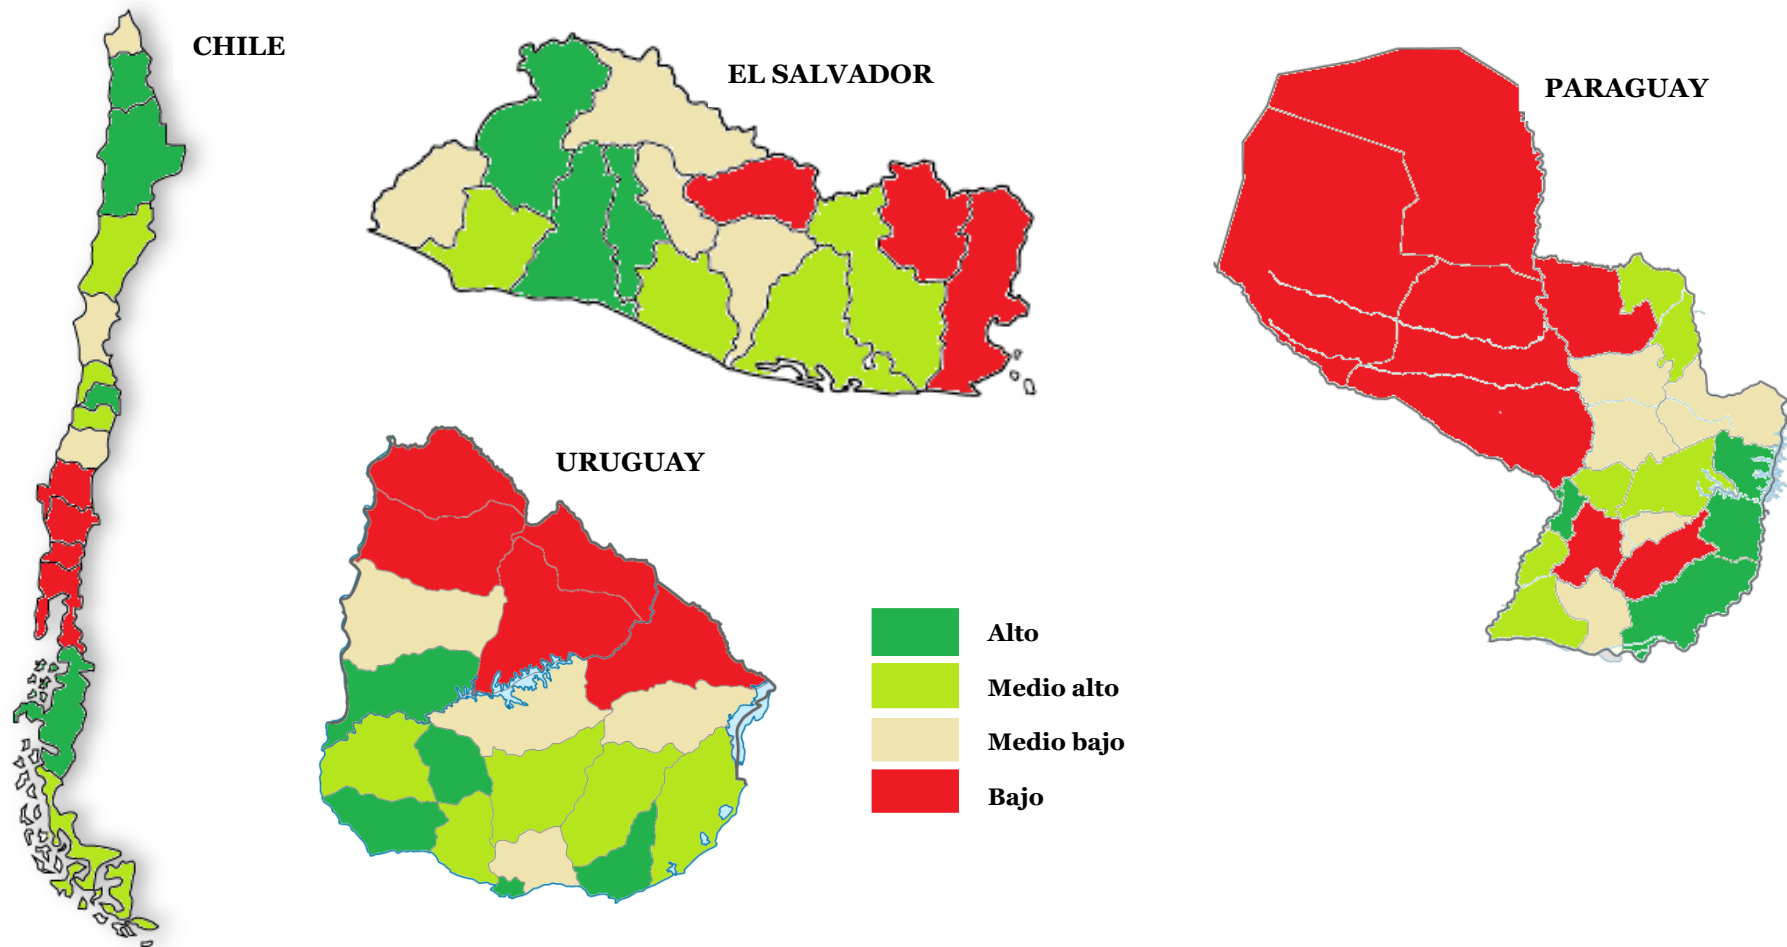 CHILE
EL SALVADOR
PARAGUAY
URUGUAY
Alto
Medio alto
Medio bajo
Bajo